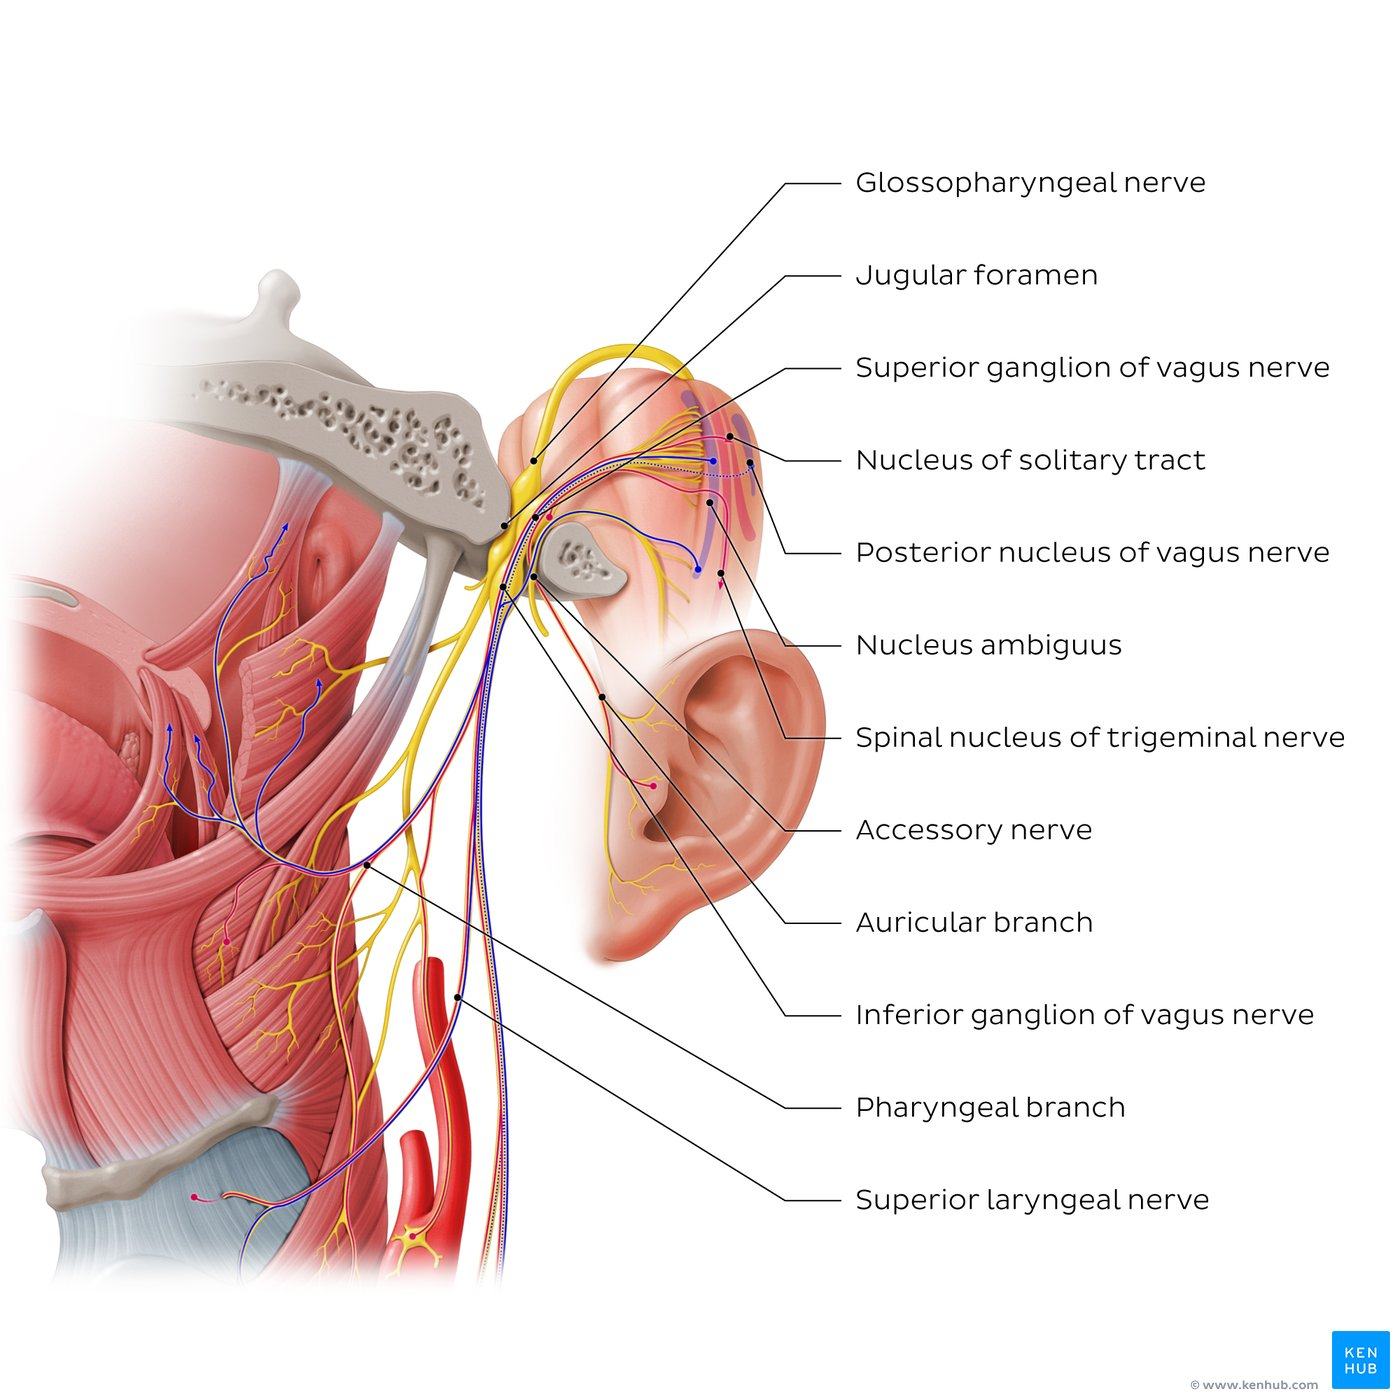 Glossopharyngeal nerve
Jugular foramen
Superior ganglion of vagus nerve
Nucleus of solitary tract
Posterior nucleus of vagus nerve
Nucleus ambiguus
Spinal nucleus of trigeminal nerve
Accessory nerve
Auricular branch
Inferior ganglion of vagus nerve
Pharyngeal branch
Superior laryngeal nerve
KEN
HUB
© www.kenhub.com